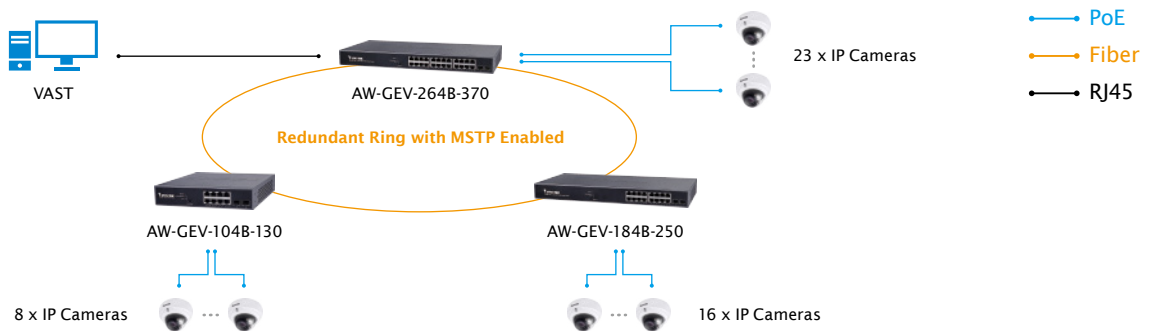 PoE
Fiber
RJ45
23 x IP Cameras
VAST
AW-GEV-264B-370
Redundant Ring with MSTP Enabled
AW-GEV-104B-130
AW-GEV-184B-250
8 x IP Cameras
16 x IP Cameras